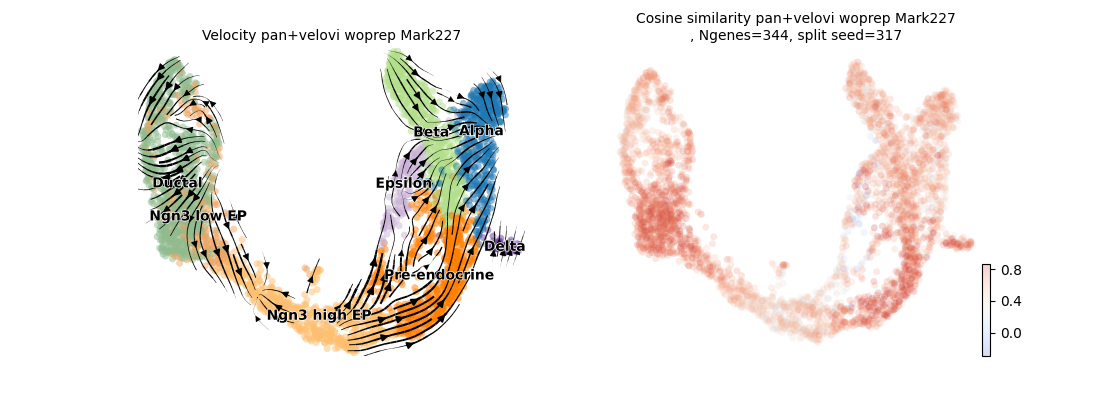 Velocity pan+velovi woprep Mark227
Beta
Alpha
Epsilon
Ductal
Ngn3 low EP
Delta
Pre-endocrine
Ngn3 high EP
Cosine similarity pan+velovi woprep Mark227
, Ngenes=344, split seed=317
0.8
0.4
0.0